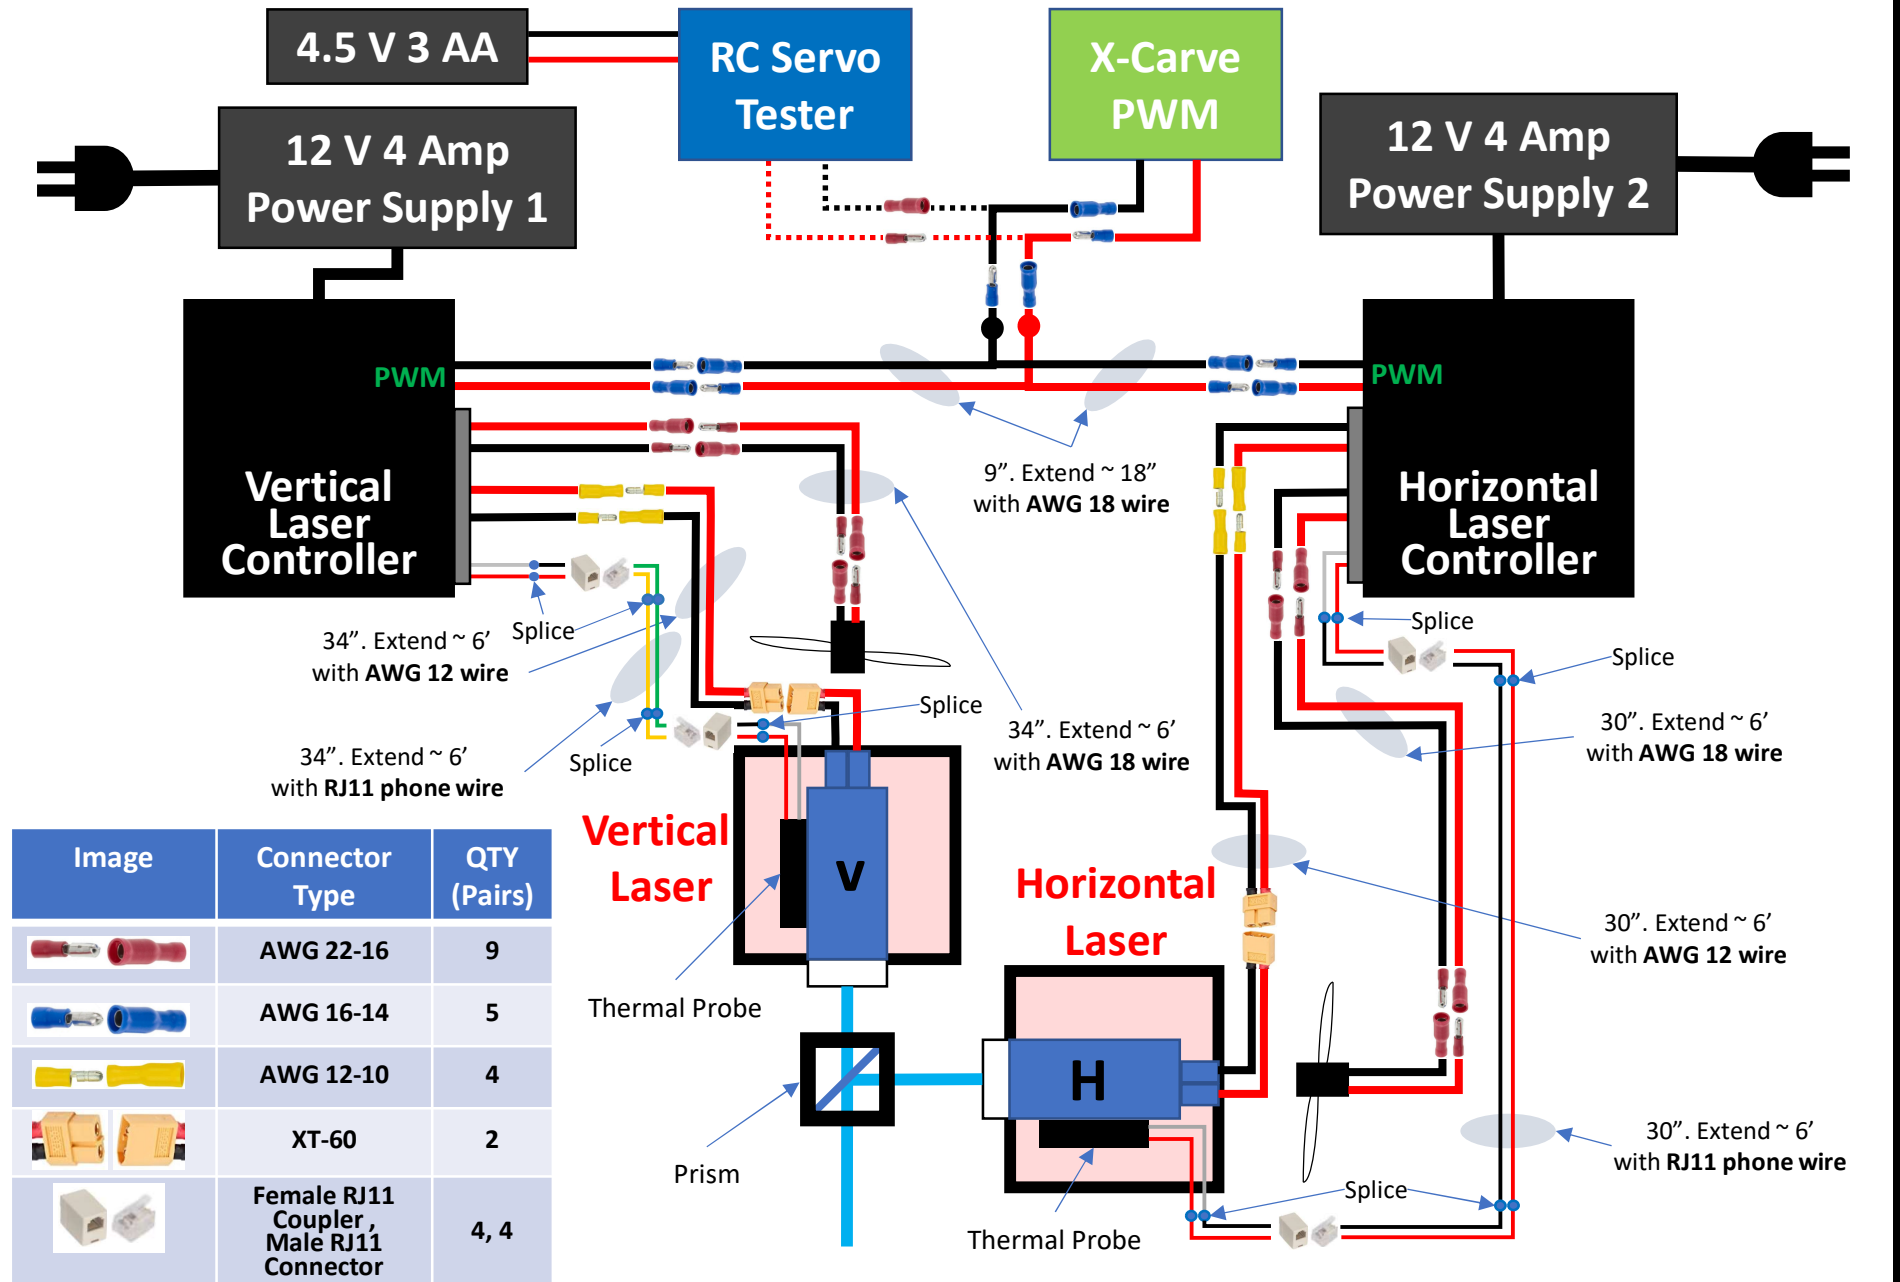 4.5 V 3 AA
RC Servo
Tester
X-Carve
PWM
12 V 4 Amp
Power Supply 1
12 V 4 Amp
Power Supply 2
PWM
PWM
Vertical
Laser
Controller
9”. Extend ~ 18”
with AWG 18 wire
Horizontal
Laser
Controller
Splice
34”. Extend ~ 6’
with AWG 12 wire
Splice
Splice
Splice
34”. Extend ~ 6’
with AWG 18 wire
30”. Extend ~ 6’
with AWG 18 wire
34”. Extend ~ 6’
with RJ11 phone wire
Splice
Vertical
Laser
V
Horizontal
Laser
30”. Extend ~ 6’
with AWG 12 wire
Thermal Probe
H
Prism
30”. Extend ~ 6’
with RJ11 phone wire
Splice
Thermal Probe
Image
Connector
Type
QTY
(Pairs)
AWG 22-16
9
AWG 16-14
5
AWG 12-10
4
XT-60
2
Female RJ11
Coupler ,
Male RJ11
Connector
4, 4